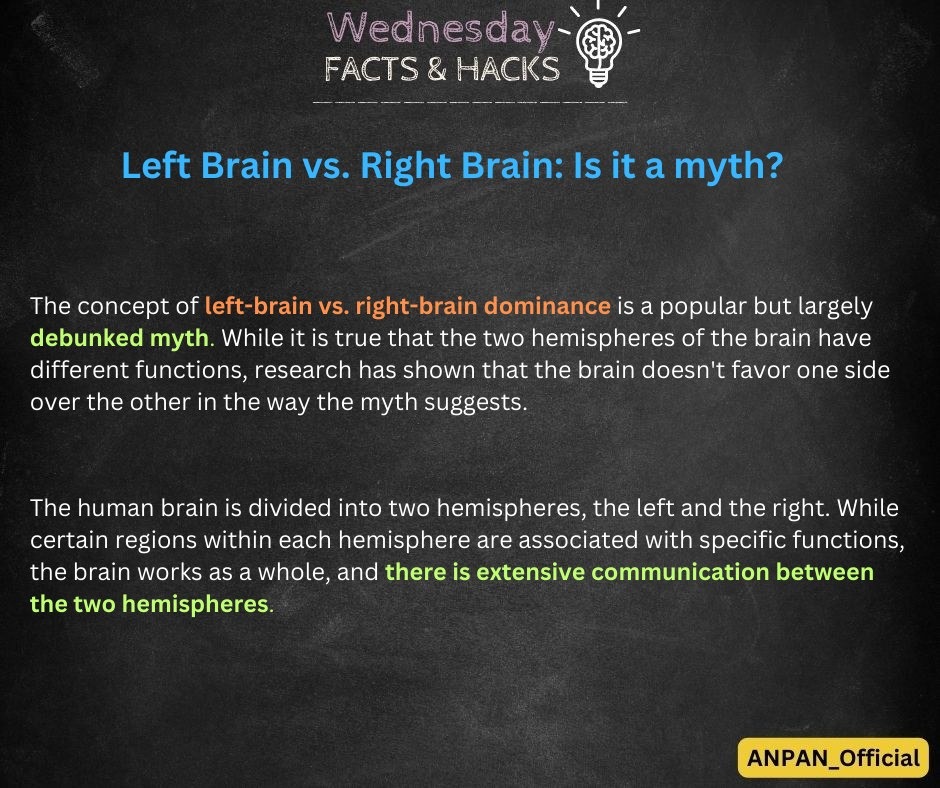 Wednesday
FACTS & HACKS
Left Brain vs. Right Brain: Is it a myth?
The concept of left-brain vs. right-brain dominance is a popular but largely
debunked myth. While it is true that the two hemispheres of the brain have
different functions, research has shown that the brain doesn't favor one side
over the other in the way the myth suggests.
The human brain is divided into two hemispheres, the left and the right. While
certain regions within each hemisphere are associated with specific functions,
the brain works as a whole, and there is extensive communication between
the two hemispheres.
ANPAN_Official